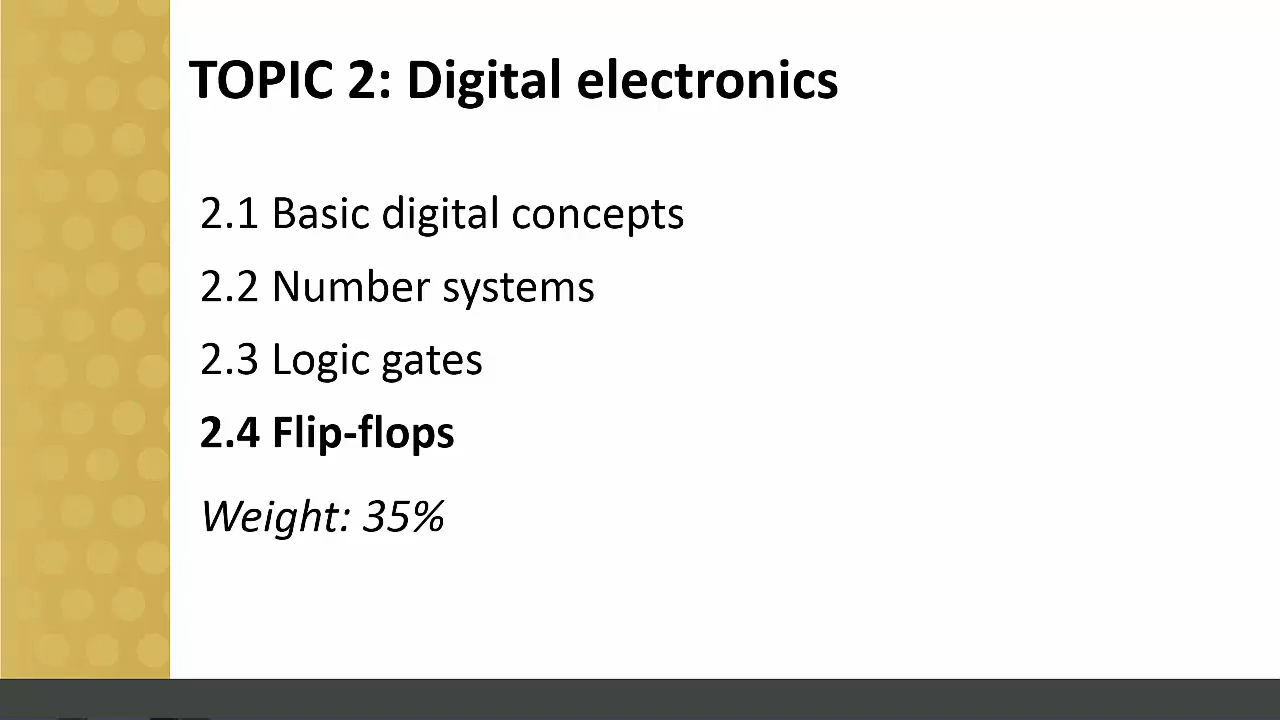 TOPIC 2: Digital electronics
2.1 Basic digital concepts
2.2 Number systems
2.3 Logic gates
2.4 Flip-flops
Weight: 35%